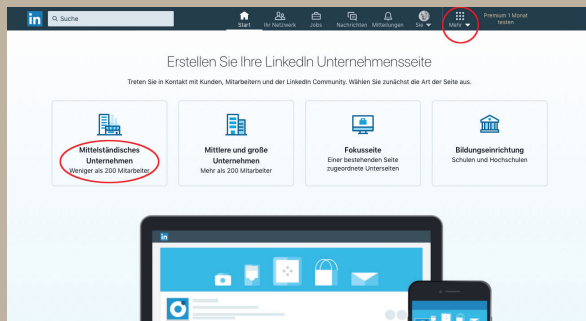 in
Suche
Start
Ihr Netzwerk
Jobs
Nachrichten
Mitteilungen
Sie
Mehr
Premium 1 Monat
testen
Erstellen Sie Ihre LinkedIn Unternehmensseite
Treten Sie in Kontakt mit Kunden, Mitarbeitern und der LinkedIn Community. Wählen Sie zunächst die Art der Seite aus.
Mittelständisches
Unternehmen
Weniger als 200 Mitarbeiter
Mittlere und große
Unternehmen
Mehr als 200 Mitarbeiter
Fokusseite
Einer bestehenden Seite
zugeordnete Unterseiten
Bildungseinrichtung
Schulen und Hochschulen
in